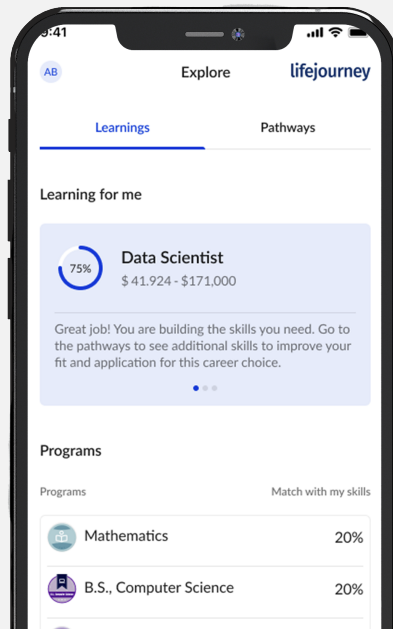 9:41
AB
Explore
lifejourney
Learnings
Pathways
Learning for me
75%
Data Scientist
$ 41.924 - $171,000
Great job! You are building the skills you need. Go to
the pathways to see additional skills to improve your
fit and application for this career choice.
Programs
Programs
Match with my skills
Mathematics
20%
B.S., Computer Science
20%